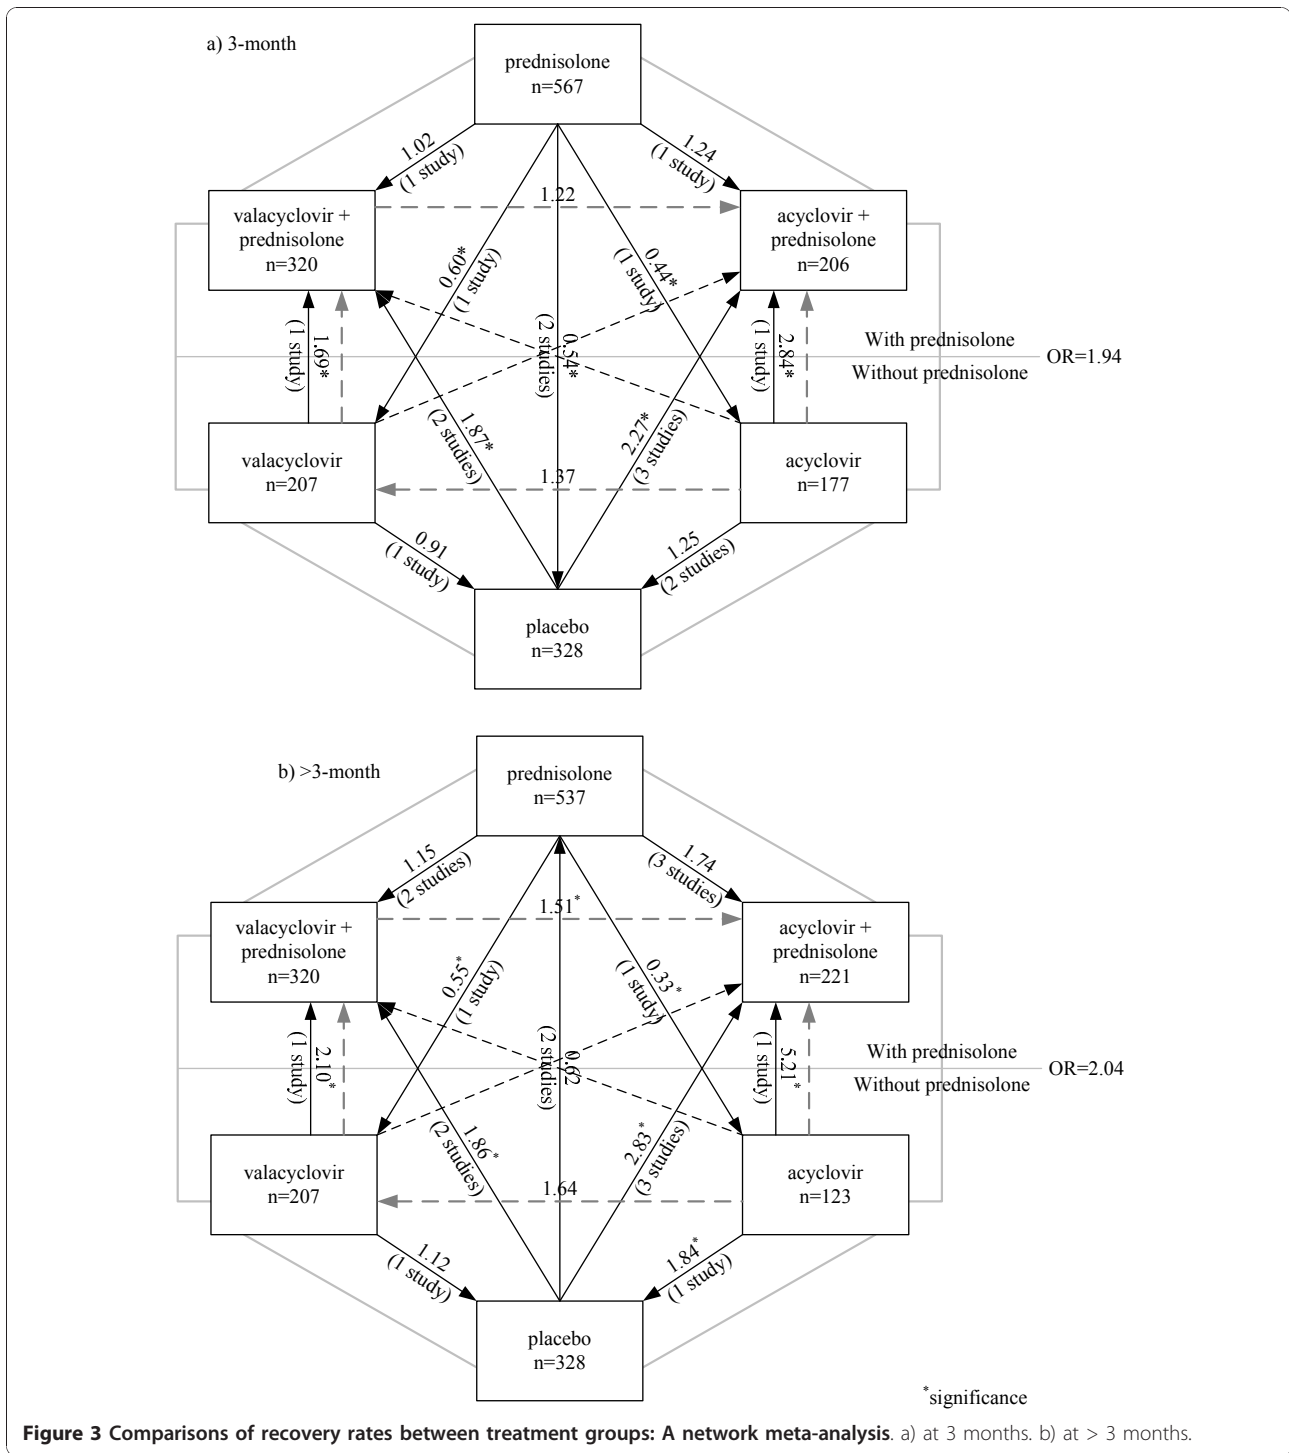 a) 3-month
prednisolone
n=567
1.02
(1 study)
1.24
(1 study)
valacyclovir +
prednisolone
n=320
1.22
acyclovir +
prednisolone
n=206
0.60*
(1 study)
0.44*
(1 study)
(2 studies)
0.54*
1.69*
(1 study)
2.84*
(1 study)
With prednisolone
OR=1.94
Without prednisolone
1.87*
(2 studies)
2.27*
(3 studies)
valacyclovir
n=207
1.37
acyclovir
n=177
0.91
(1 study)
1.25
(2 studies)
placebo
n=328
b) >3-month
prednisolone
n=537
1.15
(2 studies)
1.74
(3 studies)
valacyclovir +
prednisolone
n=320
1.51*
acyclovir +
prednisolone
n=221
0.55*
(1 study)
0.33*
(1 study)
(2 studies)
0.62
2.10*
(1 study)
5.21*
(1 study)
With prednisolone
OR=2.04
Without prednisolone
1.86*
(2 studies)
2.83*
(3 studies)
valacyclovir
n=207
1.64
acyclovir
n=123
1.12
(1 study)
1.84*
(1 study)
placebo
n=328
*significance
Figure 3 Comparisons of recovery rates between treatment groups: A network meta-analysis. a) at 3 months. b) at > 3 months.